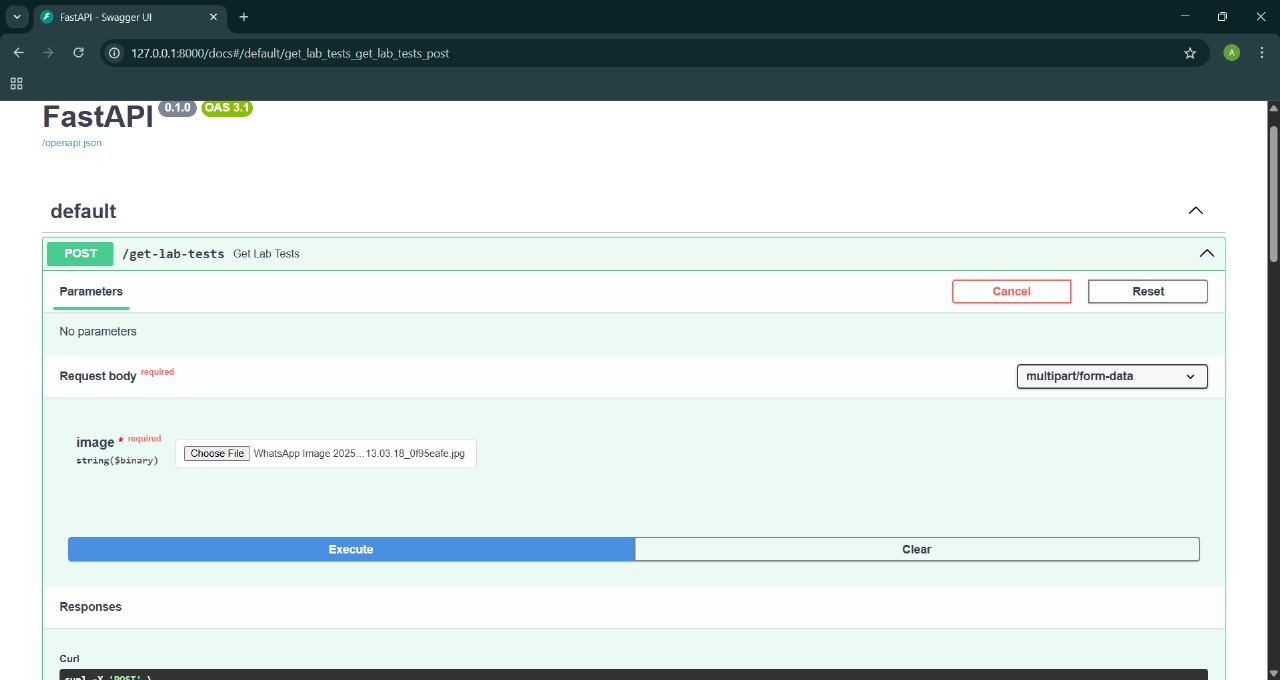 FastAPI - Swagger UI
127.0.0.1:8000/docs#/default/get_lab_tests_get_lab_tests_post
A
FastAPI 0.1.0 OAS 3.1
/openapi.json
default
POST /get-lab-tests Get Lab Tests
Parameters Cancel Reset
No parameters
Request body required multipart/form-data
image * required
string($binary)
Choose File WhatsApp Image 2025...13.03.18_0f95eafe.jpg
Execute Clear
Responses
Curl
curl -X 'POST' \